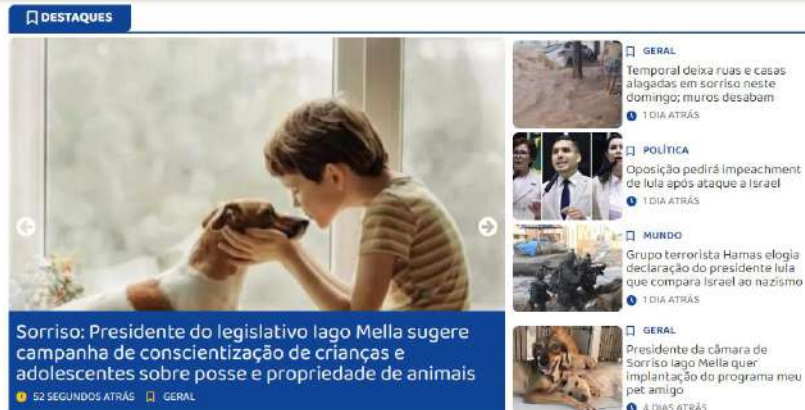 DESTAQUES
Sorriso: Presidente do legislativo Iago Mella sugere
campanha de conscientização de crianças e
adolescentes sobre posse e propriedade de animais
52 SEGUNDOS ATRÁS GERAL
GERAL
Temporal deixa ruas e casas
alagadas em sorriso neste
domingo; muros desabam
1 DIA ATRÁS
POLÍTICA
Oposição pedirá impeachment
de lula após ataque a Israel
1 DIA ATRÁS
MUNDO
Grupo terrorista Hamas elogia
declaração do presidente lula
que compara Israel ao nazismo
1 DIA ATRÁS
GERAL
Presidente da câmara de
Sorriso Iago Mella quer
implantação do programa meu
pet amigo
4 DIAS ATRÁS